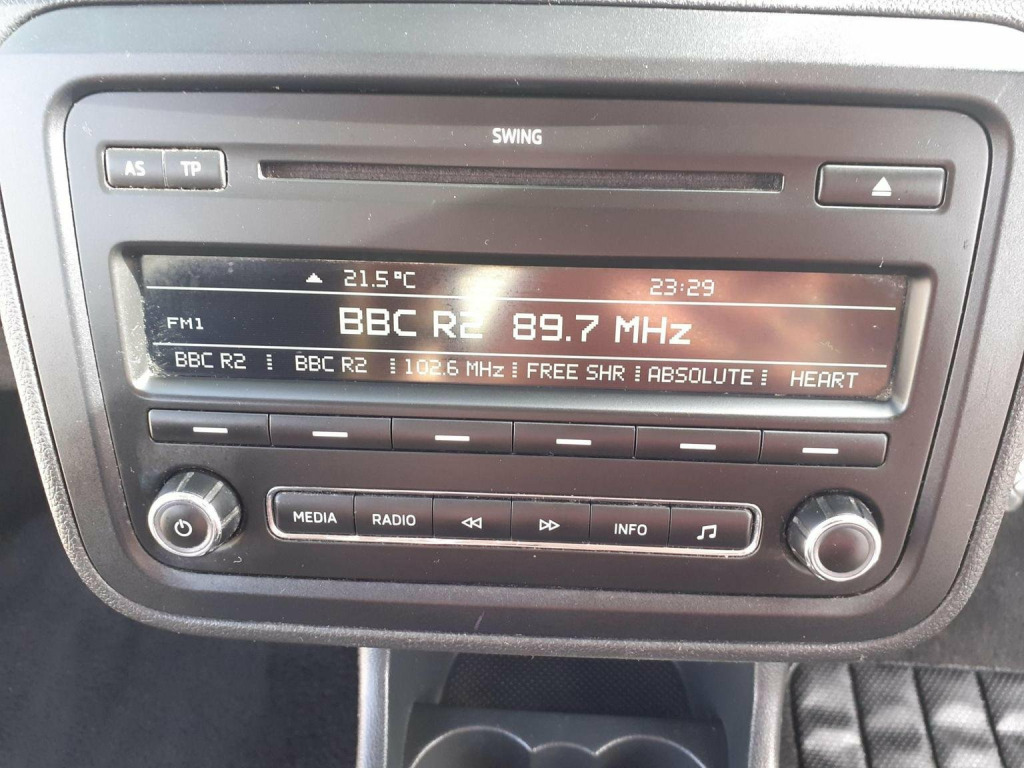 SWING
AS TP
21.5 °C 23:29
FM1 BBC R2 89.7 MHz
BBC R2 BBC R2 102.6 MHz FREE SHR ABSOLUTE HEART
MEDIA RADIO INFO